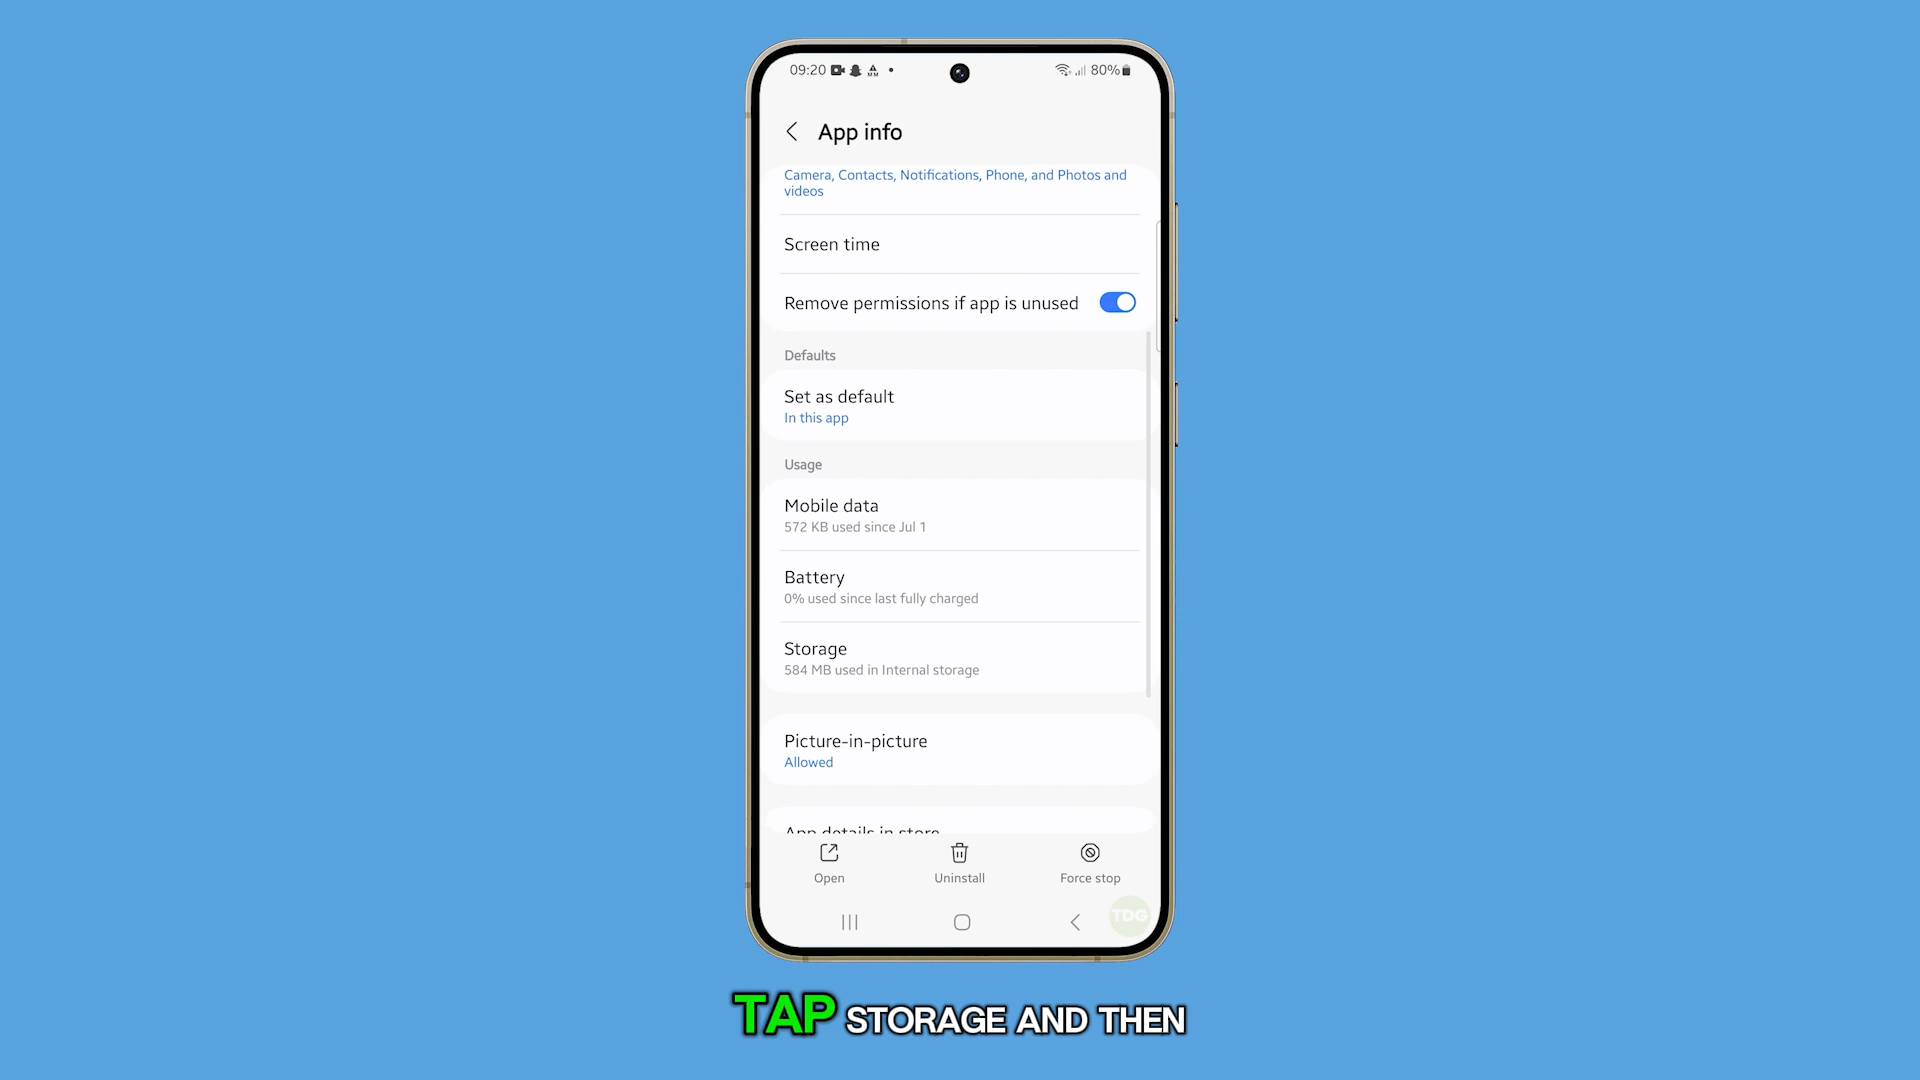 09:20
80%
App info
Camera, Contacts, Notifications, Phone, and Photos and
videos
Screen time
Remove permissions if app is unused
Defaults
Set as default
In this app
Usage
Mobile data
572 KB used since Jul 1
Battery
0% used since last fully charged
Storage
584 MB used in Internal storage
Picture-in-picture
Allowed
App details in store
Open
Uninstall
Force stop
TDG
TAP STORAGE AND THEN